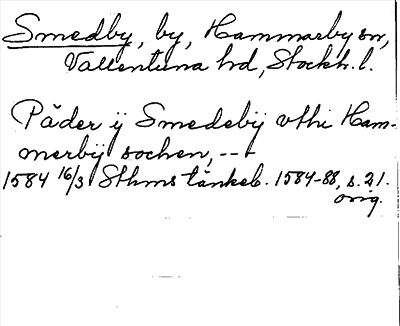 Smedby, by, Hammarby sn,
Vallentuna hd, Stockh. l.
Päder ij Smedebij vthi Ham-
merbij sochen, --
1584 16/3 Sthms tänkeb. 1584-88, s. 21.
orig.